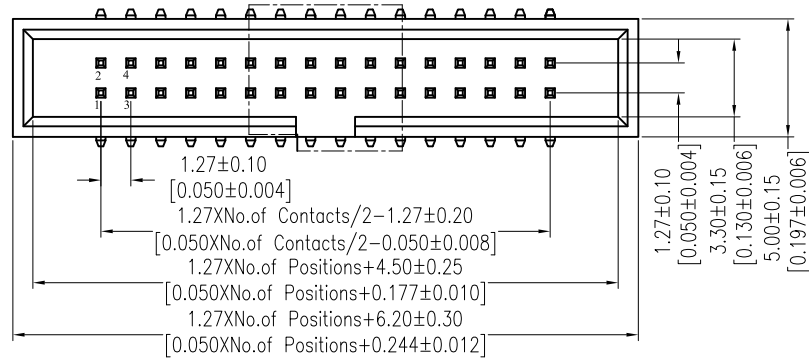 2 4
1 3
1.27±0.10
[0.050±0.004]
1.27XNo.of Contacts/2-1.27±0.20
[0.050XNo.of Contacts/2-0.050±0.008]
1.27XNo.of Positions+4.50±0.25
[0.050XNo.of Positions+0.177±0.010]
1.27XNo.of Positions+6.20±0.30
[0.050XNo.of Positions+0.244±0.012]
1.27±0.10
[0.050±0.004]
3.30±0.15
[0.130±0.006]
5.00±0.15
[0.197±0.006]